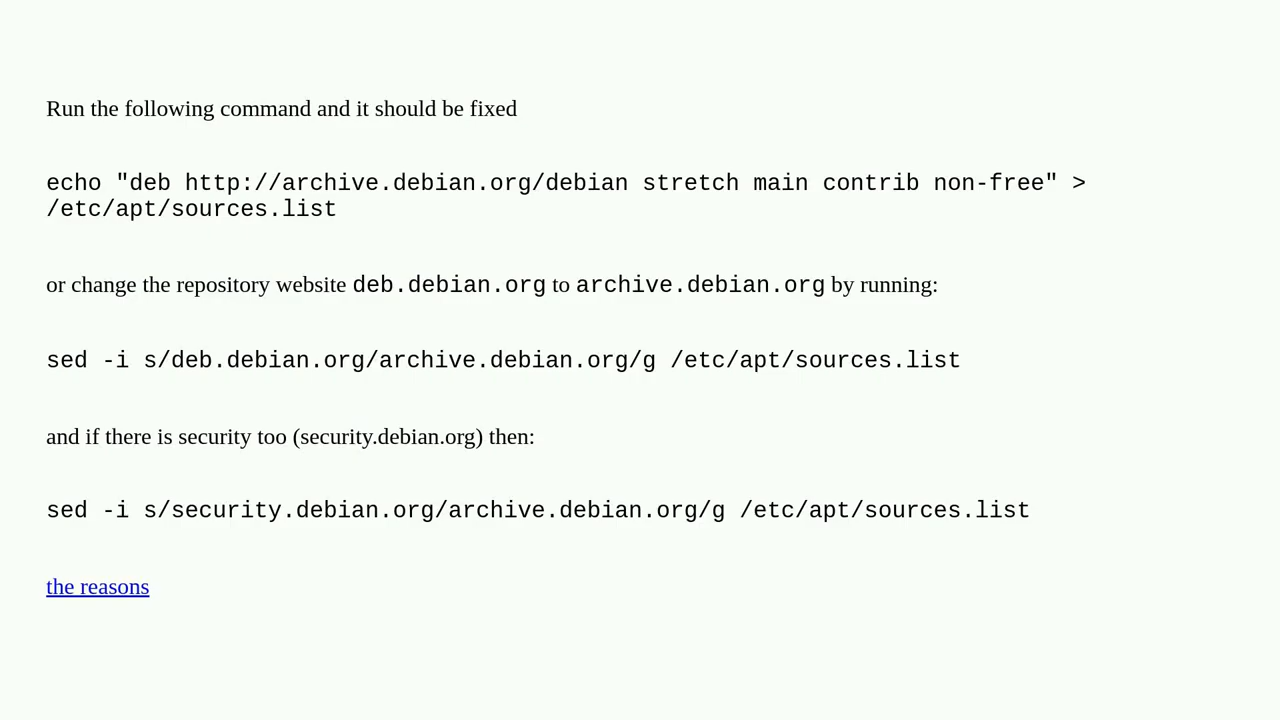 Run the following command and it should be fixed
echo "deb http://archive.debian.org/debian stretch main contrib non-free" >
/etc/apt/sources.list
or change the repository website deb.debian.org to archive.debian.org by running:
sed -i s/deb.debian.org/archive.debian.org/g /etc/apt/sources.list
and if there is security too (security.debian.org) then:
sed -i s/security.debian.org/archive.debian.org/g /etc/apt/sources.list
the reasons